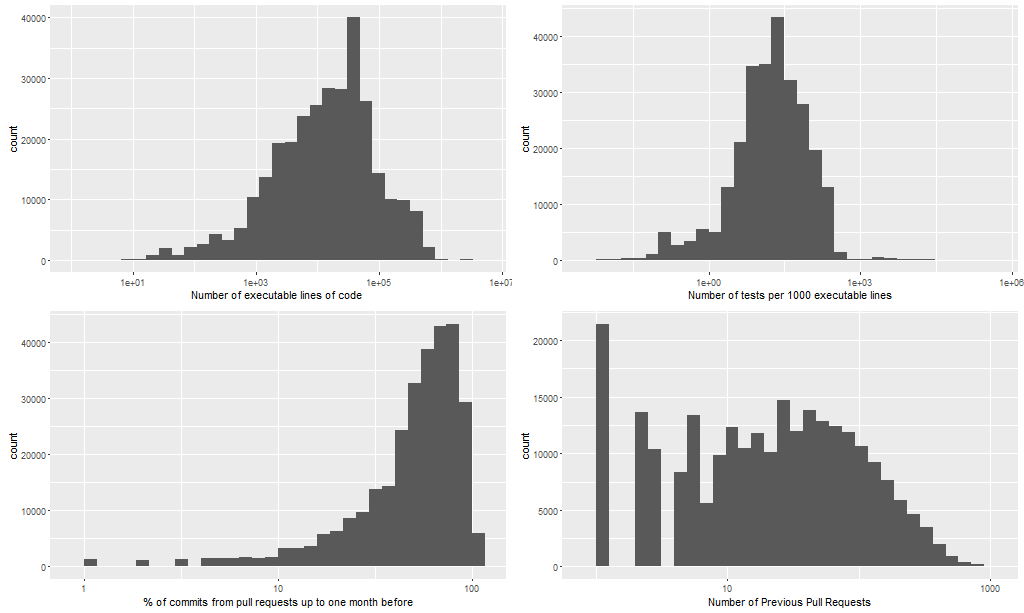 count
40000
30000
20000
10000
0
1e+01
1e+03
1e+05
1e+07
Number of executable lines of code
count
40000
30000
20000
10000
0
1e+00
1e+03
1e+06
Number of tests per 1000 executable lines
count
40000
30000
20000
10000
0
1
10
100
% of commits from pull requests up to one month before
count
20000
15000
10000
5000
0
10
1000
Number of Previous Pull Requests